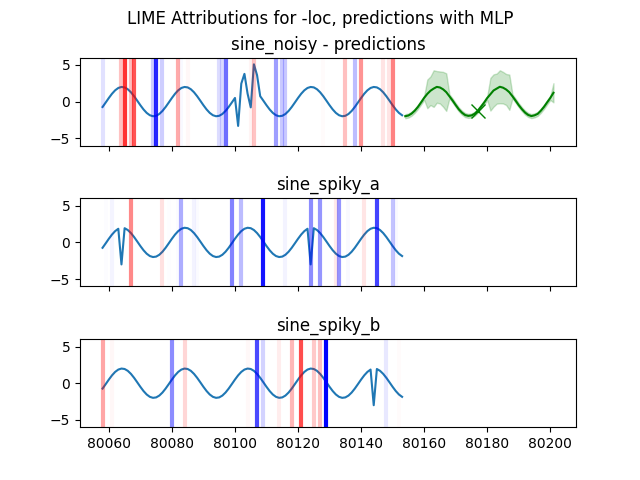 LIME Attributions for -loc, predictions with MLP
sine_noisy - predictions
5
0
−5
sine_spiky_a
5
0
−5
sine_spiky_b
5
0
−5
80060 80080 80100 80120 80140 80160 80180 80200